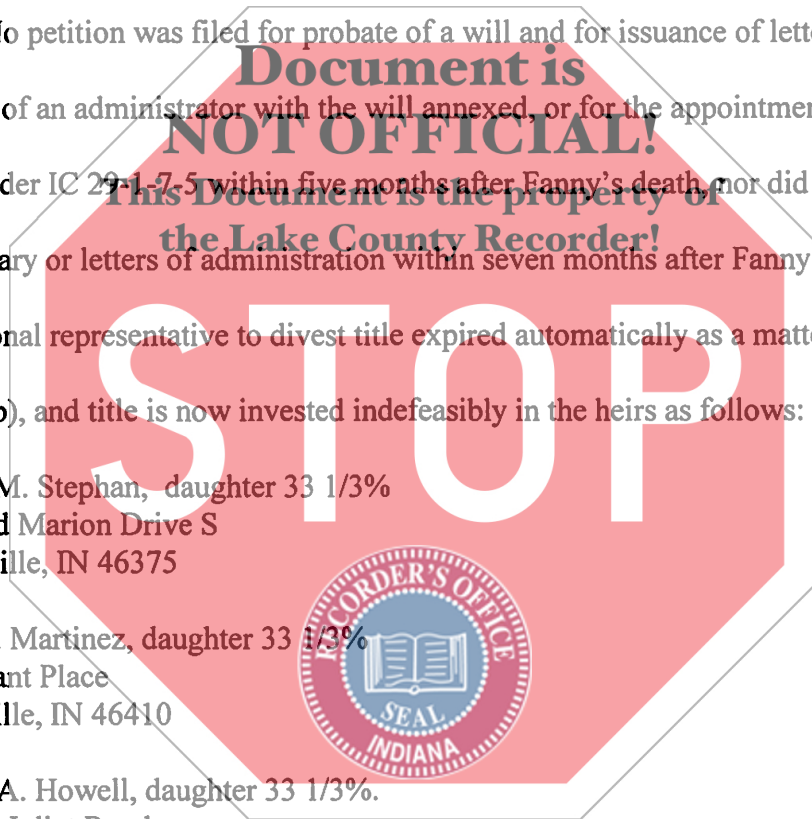 No petition was filed for probate of a will and for issuance of lett
Document is
of an administrator with the will annexed, or for the appointmen
NOT OFFICIAL!
der IC 29-1-7-5 within five months after Fanny's death, nor did
This Document is the property of
the Lake County Recorder!
ary or letters of administration within seven months after Fanny
onal representative to divest title expired automatically as a matt
STOP
), and title is now invested indefeasibly in the heirs as follows:
M. Stephan, daughter 33 1/3%
d Marion Drive S
ille, IN 46375
RECORDER'S OFFICE
Martinez, daughter 33 1/3%
ant Place
lle, IN 46410
SEAL
INDIANA
A. Howell, daughter 33 1/3%.